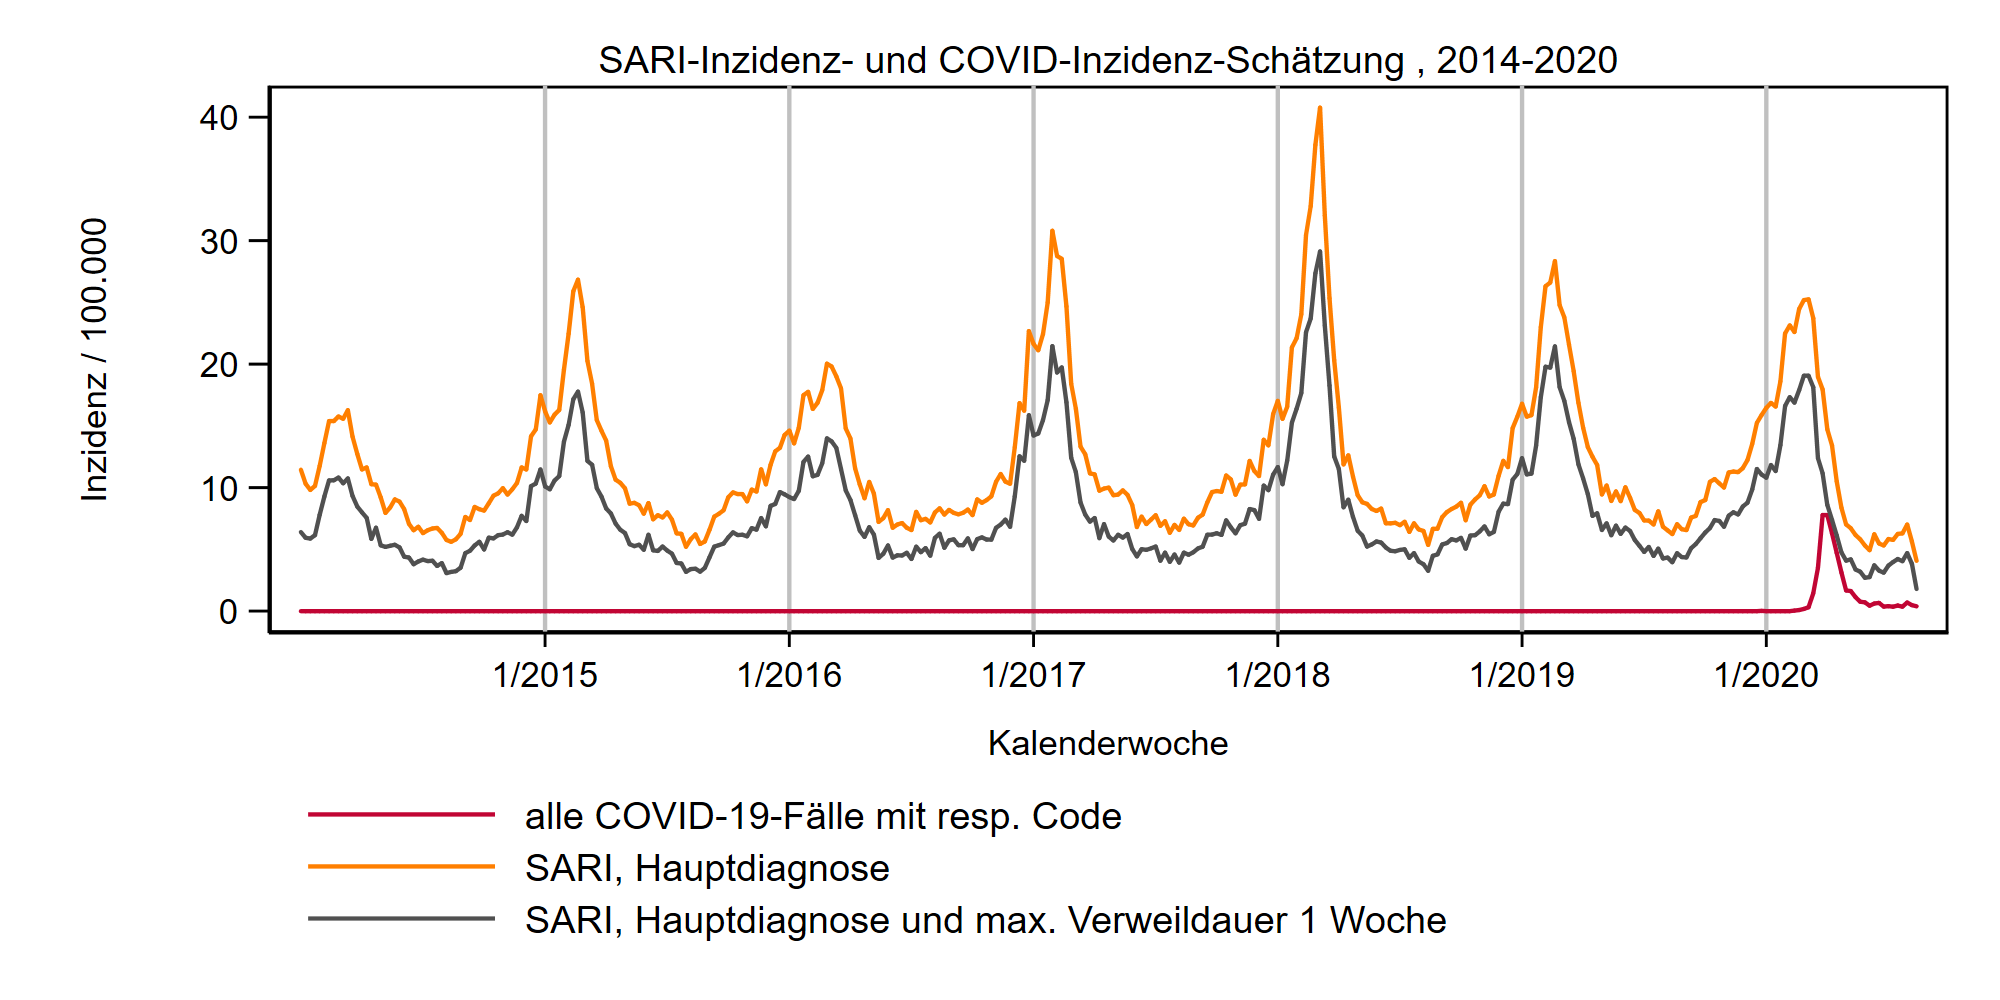 SARI-Inzidenz- und COVID-Inzidenz-Schätzung , 2014-2020
Inzidenz / 100.000
40
30
20
10
0
1/2015 1/2016 1/2017 1/2018 1/2019 1/2020
Kalenderwoche
alle COVID-19-Fälle mit resp. Code
SARI, Hauptdiagnose
SARI, Hauptdiagnose und max. Verweildauer 1 Woche